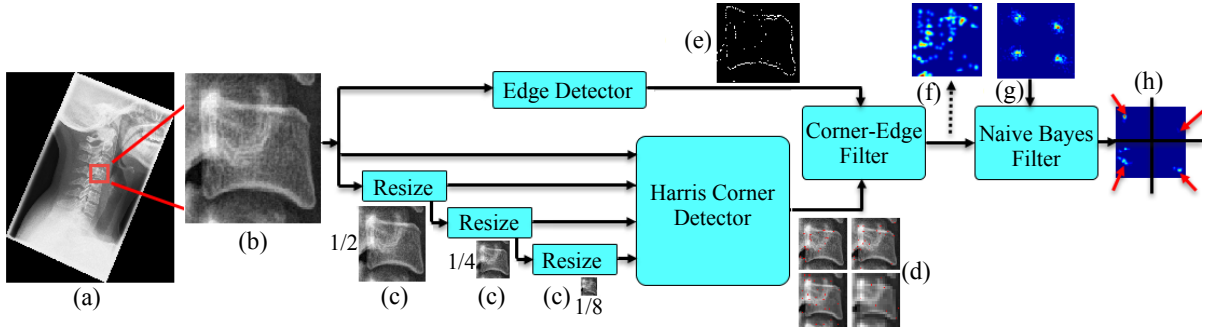 (e)
Edge Detector
(f)
(g)
(h)
Corner-Edge
Filter
Naive Bayes
Filter
Harris Corner
Detector
Resize
Resize
Resize
1/2
1/4
1/8
(a)
(b)
(c)
(c)
(c)
(d)